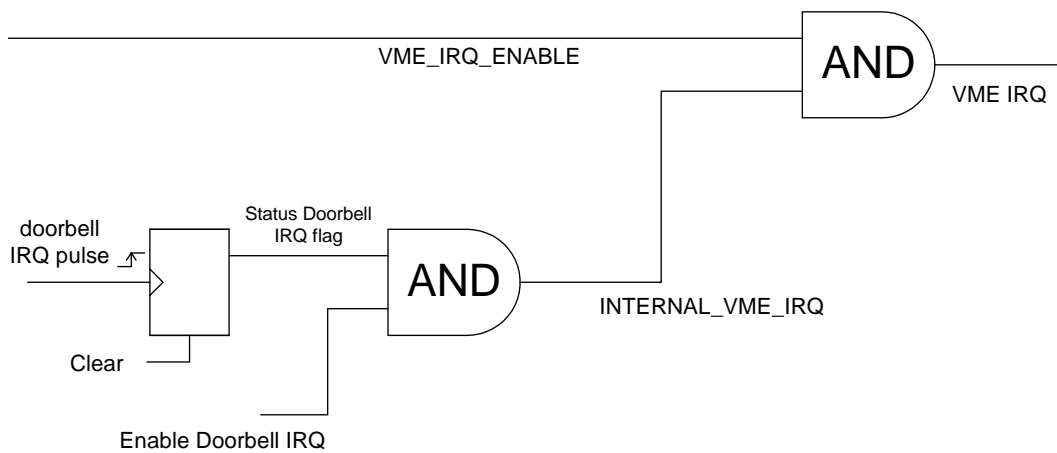 AND
VME_IRQ_ENABLE
VME IRQ
Status Doorbell
IRQ flag
doorbell
IRQ pulse
AND
INTERNAL_VME_IRQ
Clear
Enable Doorbell IRQ